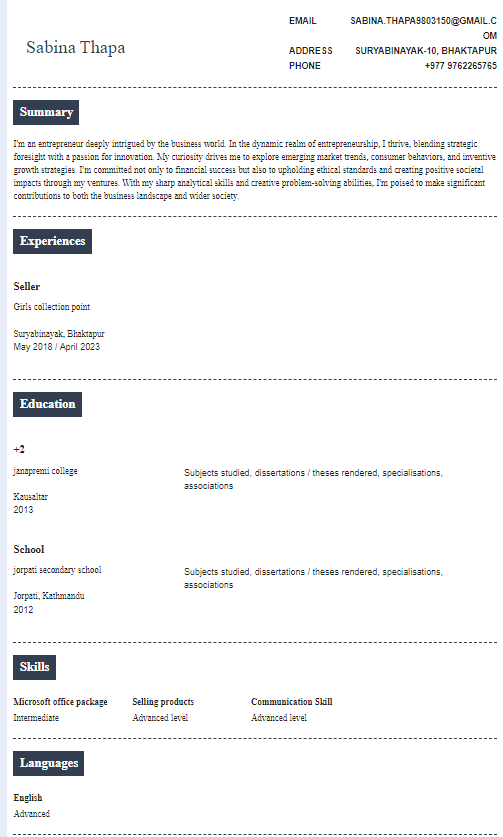 Sabina Thapa
EMAIL SABINA.THAPA9803150@GMAIL.C
OM
ADDRESS SURYABINAYAK-10, BHAKTAPUR
PHONE +977 9762265765
Summary
I'm an entrepreneur deeply intrigued by the business world. In the dynamic realm of entrepreneurship, I thrive, blending strategic
foresight with a passion for innovation. My curiosity drives me to explore emerging market trends, consumer behaviors, and inventive
growth strategies. I'm committed not only to financial success but also to upholding ethical standards and creating positive societal
impacts through my ventures. With my sharp analytical skills and creative problem-solving abilities, I'm poised to make significant
contributions to both the business landscape and wider society.
Experiences
Seller
Girls collection point
Suryabinayak, Bhaktapur
May 2018 / April 2023
Education
+2
janapremi college
Kausaltar
2013
Subjects studied, dissertations / theses rendered, specialisations,
associations
School
jorpati secondary school
Jorpati, Kathmandu
2012
Subjects studied, dissertations / theses rendered, specialisations,
associations
Skills
Microsoft office package
Intermediate
Selling products
Advanced level
Communication Skill
Advanced level
Languages
English
Advanced